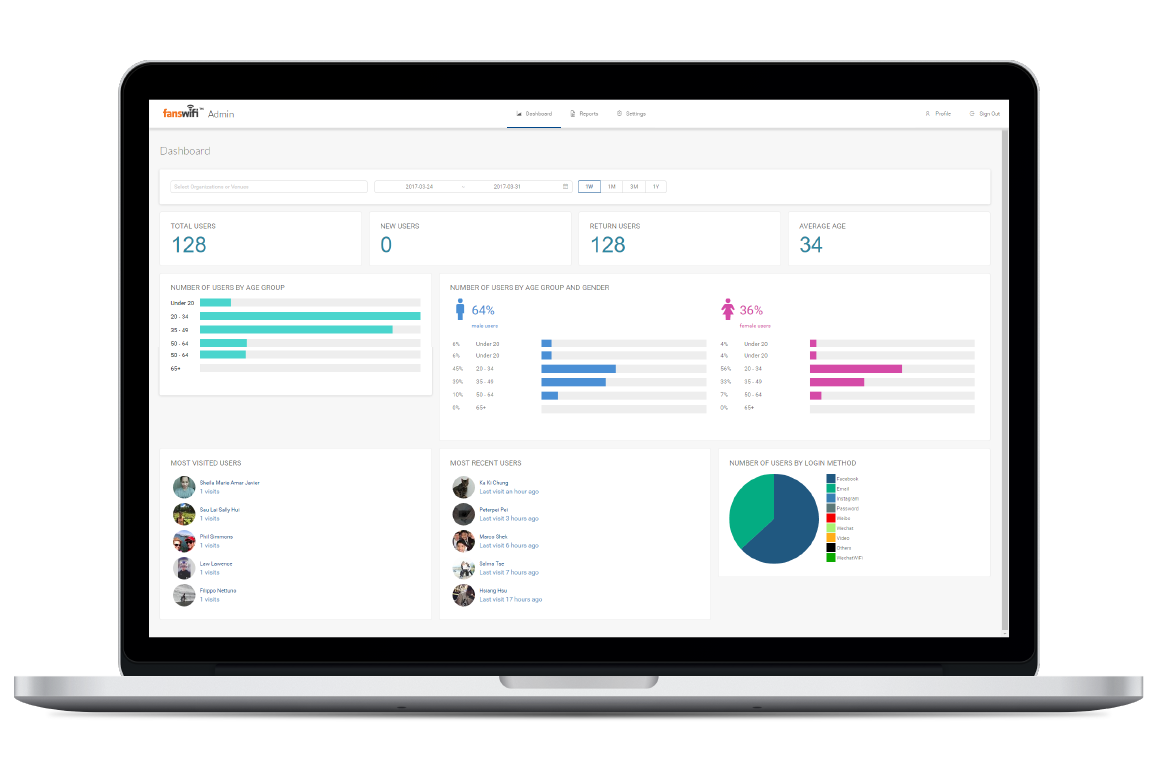 fanswifi™ Admin
Dashboard
Reports
Settings
Profile
Sign Out
Dashboard
Select Organizations or Venues
2017-03-24 ~ 2017-03-31
1W 1M 3M 1Y
TOTAL USERS
128
NEW USERS
0
RETURN USERS
128
AVERAGE AGE
34
NUMBER OF USERS BY AGE GROUP
Under 20
20 - 34
35 - 49
50 - 64
50 - 64
65+
NUMBER OF USERS BY AGE GROUP AND GENDER
64%
male users
6% Under 20
6% Under 20
45% 20 - 34
39% 35 - 49
10% 50 - 64
0% 65+
36%
female users
4% Under 20
4% Under 20
56% 20 - 34
33% 35 - 49
7% 50 - 64
0% 65+
MOST VISITED USERS
Sheila Marie Amar Javier
1 visits
Sau Lai Sally Hui
1 visits
Phil Simmons
1 visits
Law Lawence
1 visits
Filippo Nettuno
1 visits
MOST RECENT USERS
Ka Ki Chung
Last visit an hour ago
Peterpei Pei
Last visit 3 hours ago
Marco Ghek
Last visit 6 hours ago
Selina Tse
Last visit 7 hours ago
Hsiang Hsu
Last visit 17 hours ago
NUMBER OF USERS BY LOGIN METHOD
Facebook
Email
Instagram
Password
Weibo
Wechat
Video
Others
WechatWiFi